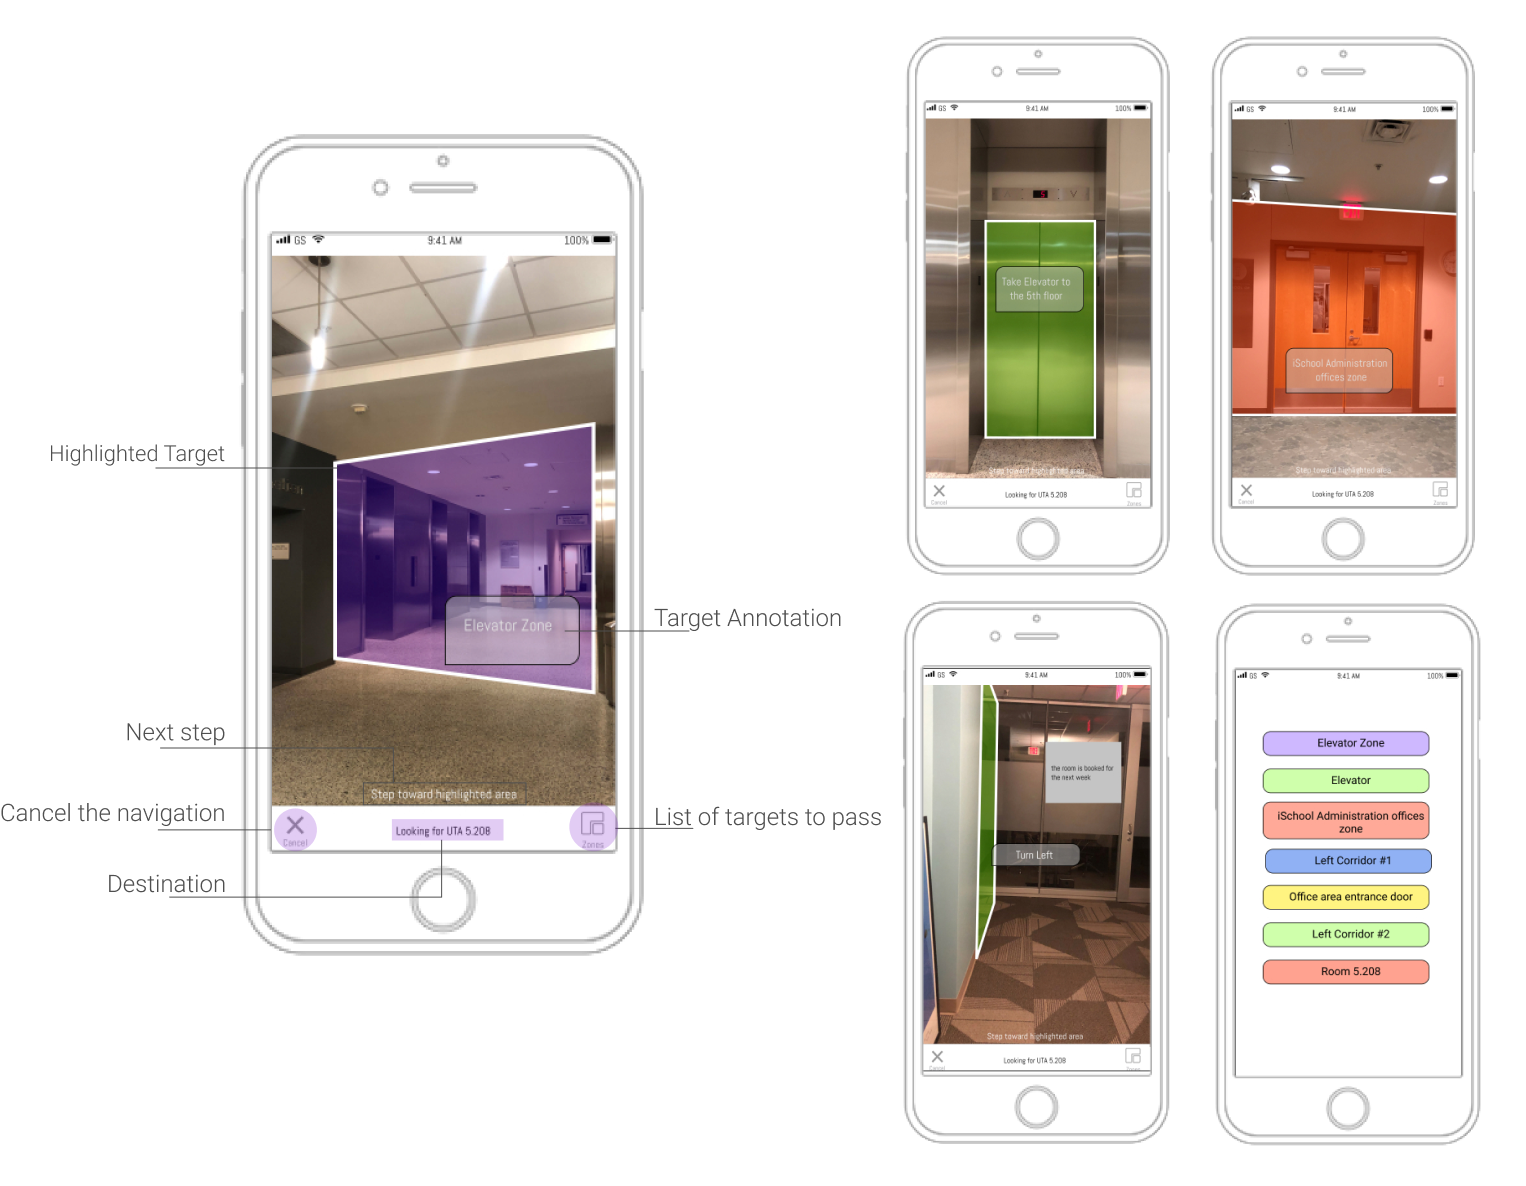 GS 9:41 AM 100%
Highlighted Target
Elevator Zone
Target Annotation
Next step
Step toward highlighted area
Cancel the navigation
Looking for UTA 5.208
List of targets to pass
Cancel
Zones
Destination
GS 9:41 AM 100%
Take Elevator to
the 5th floor
Step toward highlighted area
Looking for UTA 5.208
Cancel
Zones
GS 9:41 AM 100%
iSchool Administration
offices zone
Step toward highlighted area
Looking for UTA 5.208
Cancel
Zones
GS 9:41 AM 100%
the room is booked for
the next week
Turn Left
Step toward highlighted area
Looking for UTA 5.208
Cancel
Zones
GS 9:41 AM 100%
Elevator Zone
Elevator
iSchool Administration offices
zone
Left Corridor #1
Office area entrance door
Left Corridor #2
Room 5.208